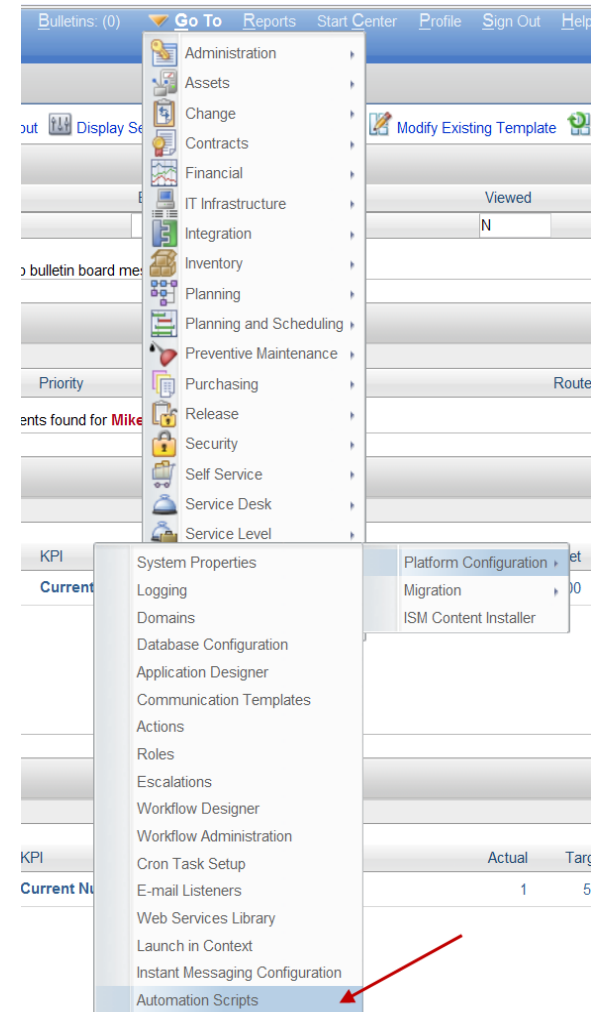 Bulletins: (0) Go To Reports Start Center Profile Sign Out Help
Administration
Assets
Change
Contracts
Financial
IT Infrastructure
Integration
Inventory
Planning
Planning and Scheduling
Preventive Maintenance
Purchasing
Release
Security
Self Service
Service Desk
Service Level
out Display Se
Modify Existing Template
Viewed
N
bulletin board mes
Priority Route
ents found for Mike
KPI et
Current 00
Platform Configuration
Migration
ISM Content Installer
System Properties
Logging
Domains
Database Configuration
Application Designer
Communication Templates
Actions
Roles
Escalations
Workflow Designer
Workflow Administration
Cron Task Setup
E-mail Listeners
Web Services Library
Launch in Context
Instant Messaging Configuration
Automation Scripts
KPI Actual Targ
Current Nu 1 5